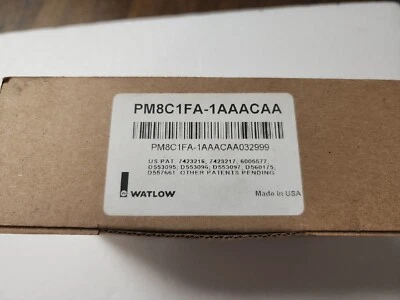 PM8C1FA-1AAACAA
PM8C1FA-1AAACAA032999
US PAT. 7423216, 7423217, 6005577,
D553095, D553096, D553097, D560175,
D557661. OTHER PATENTS PENDING
WATLOW
Made in USA